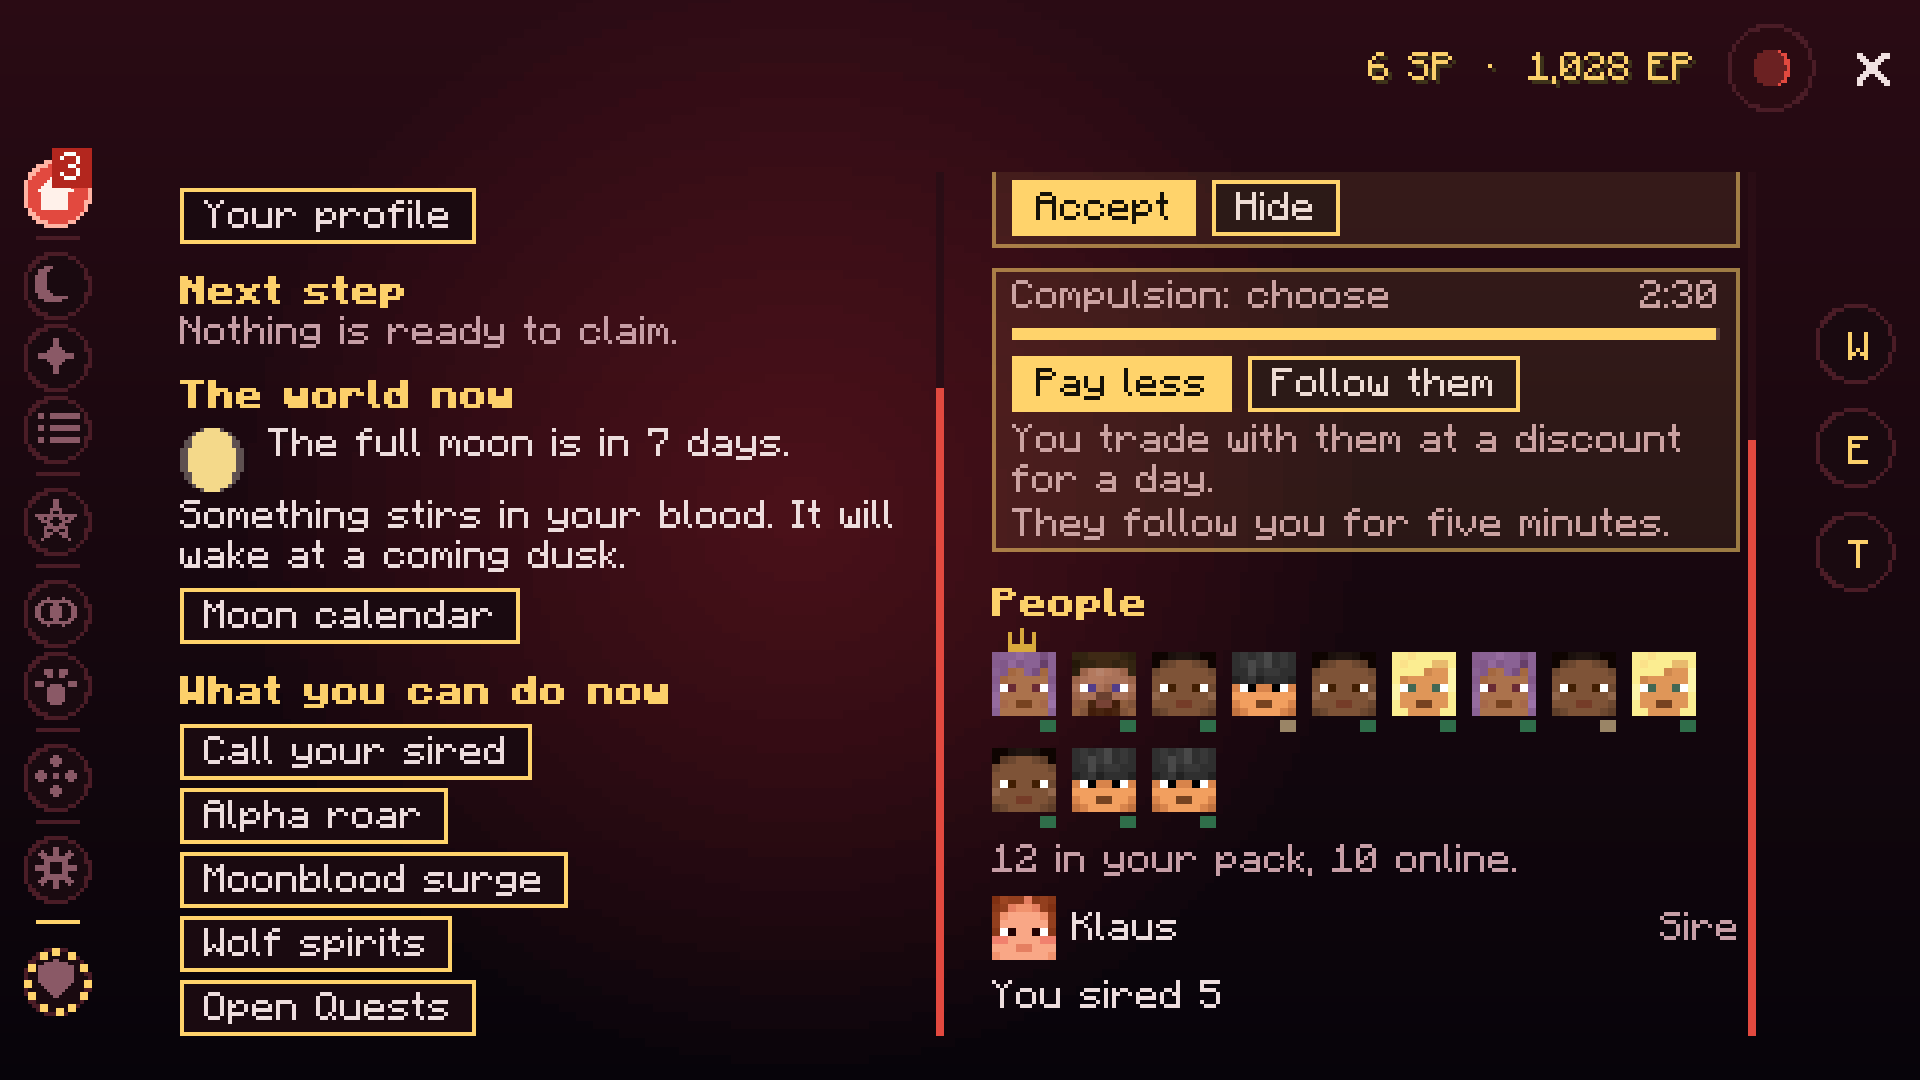 6 SP · 1,028 EP
3
Your profile
Next step
Nothing is ready to claim.
The world now
The full moon is in 7 days.
Something stirs in your blood. It will
wake at a coming dusk.
Moon calendar
What you can do now
Call your sired
Alpha roar
Moonblood surge
Wolf spirits
Open Quests
Accept
Hide
Compulsion: choose 2:30
Pay less
Follow them
You trade with them at a discount
for a day.
They follow you for five minutes.
People
12 in your pack, 10 online.
Klaus Sire
You sired 5
W
E
T